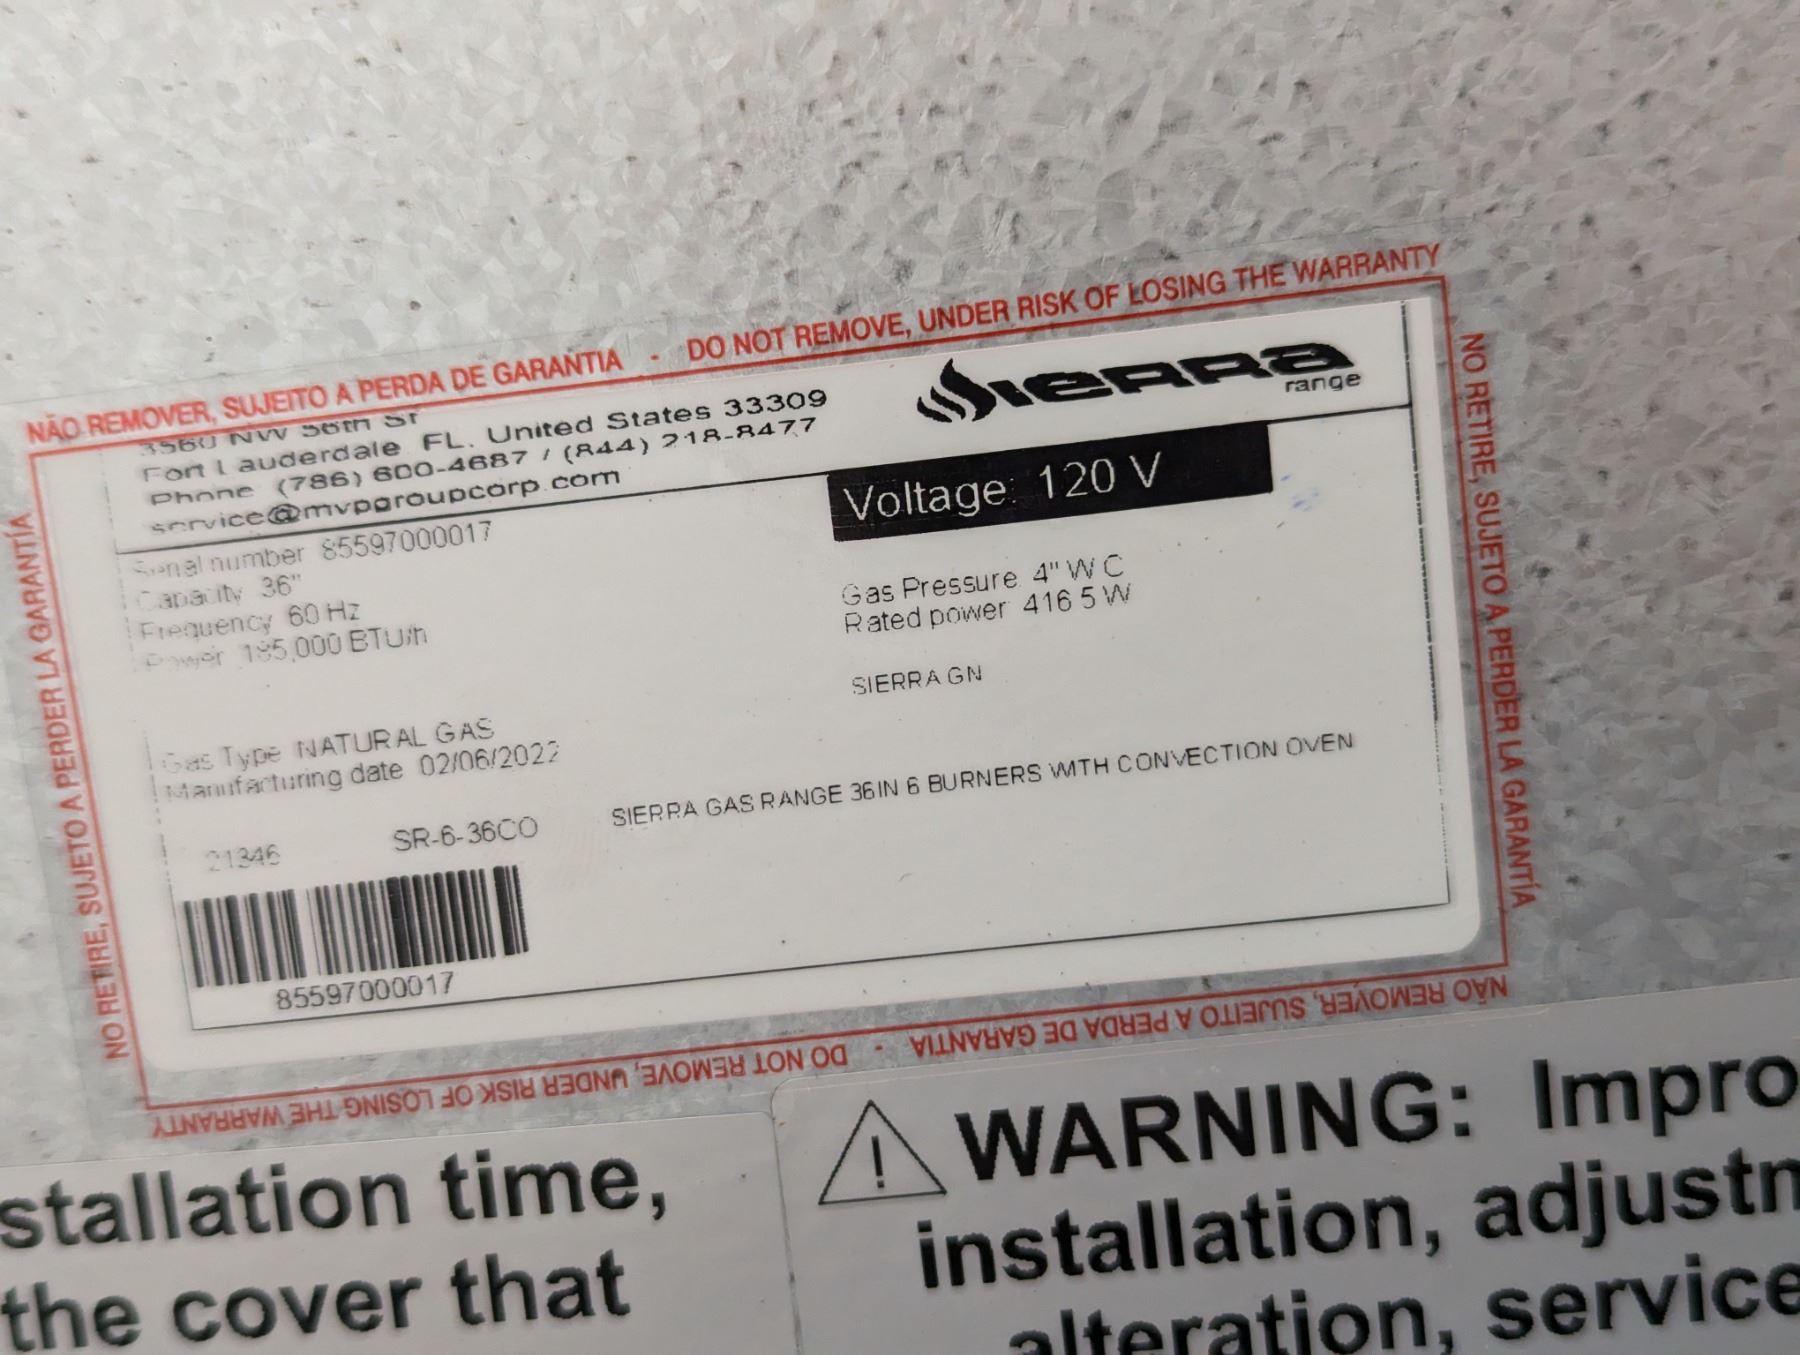 NÃO REMOVER, SUJEITO A PERDA DE GARANTIA - DO NOT REMOVE, UNDER RISK OF LOSING THE WARRANTY
3560 NW 56th St
Fort Lauderdale FL. United States 33309
Phone (786) 600-4687 / (844) 218-8477
service@mvpgroupcorp.com
SIERRA
range
Voltage: 120 V
Serial number 85597000017
Capacity 36"
Frequency 60 Hz
Power 185,000 BTU/h
Gas Pressure 4" WC
Rated power 416.5 W
SIERRA GN
Gas Type NATURAL GAS
Manufacturing date 02/06/2022
21346 SR-6-36CO SIERRA GAS RANGE 36IN 6 BURNERS WITH CONVECTION OVEN
85597000017
NO RETIRE, SUJETO A PERDER LA GARANTÍA
NO RETIRE, SUJETO A PERDER LA GARANTÍA
NÃO REMOVER, SUJEITO A PERDA DE GARANTIA - DO NOT REMOVE, UNDER RISK OF LOSING THE WARRANTY
stallation time,
the cover that
WARNING: Impro
installation, adjustm
alteration, service